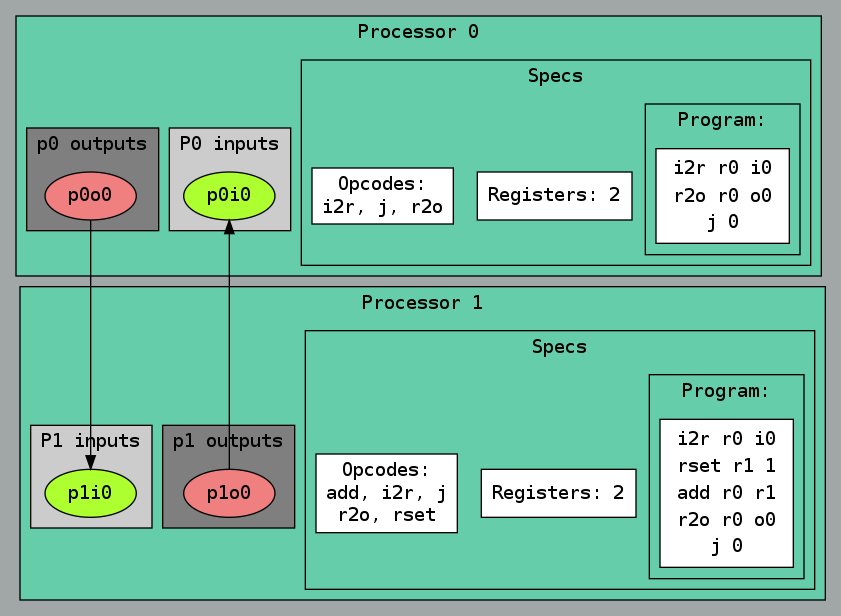 Processor 0
Specs
Program:
p0 outputs
P0 inputs
p0o0
p0i0
Opcodes:
i2r, j, r2o
Registers: 2
i2r r0 i0
r2o r0 o0
j 0
Processor 1
Specs
Program:
P1 inputs
p1 outputs
p1i0
p1o0
Opcodes:
add, i2r, j
r2o, rset
Registers: 2
i2r r0 i0
rset r1 1
add r0 r1
r2o r0 o0
j 0